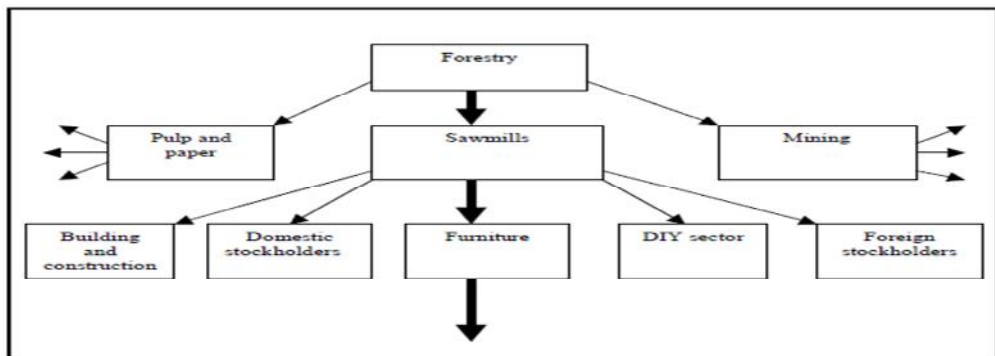 Forestry
Pulp and
paper
Sawmills
Mining
Building
and
construction
Domestic
stockholders
Furniture
DIY sector
Foreign
stockholders